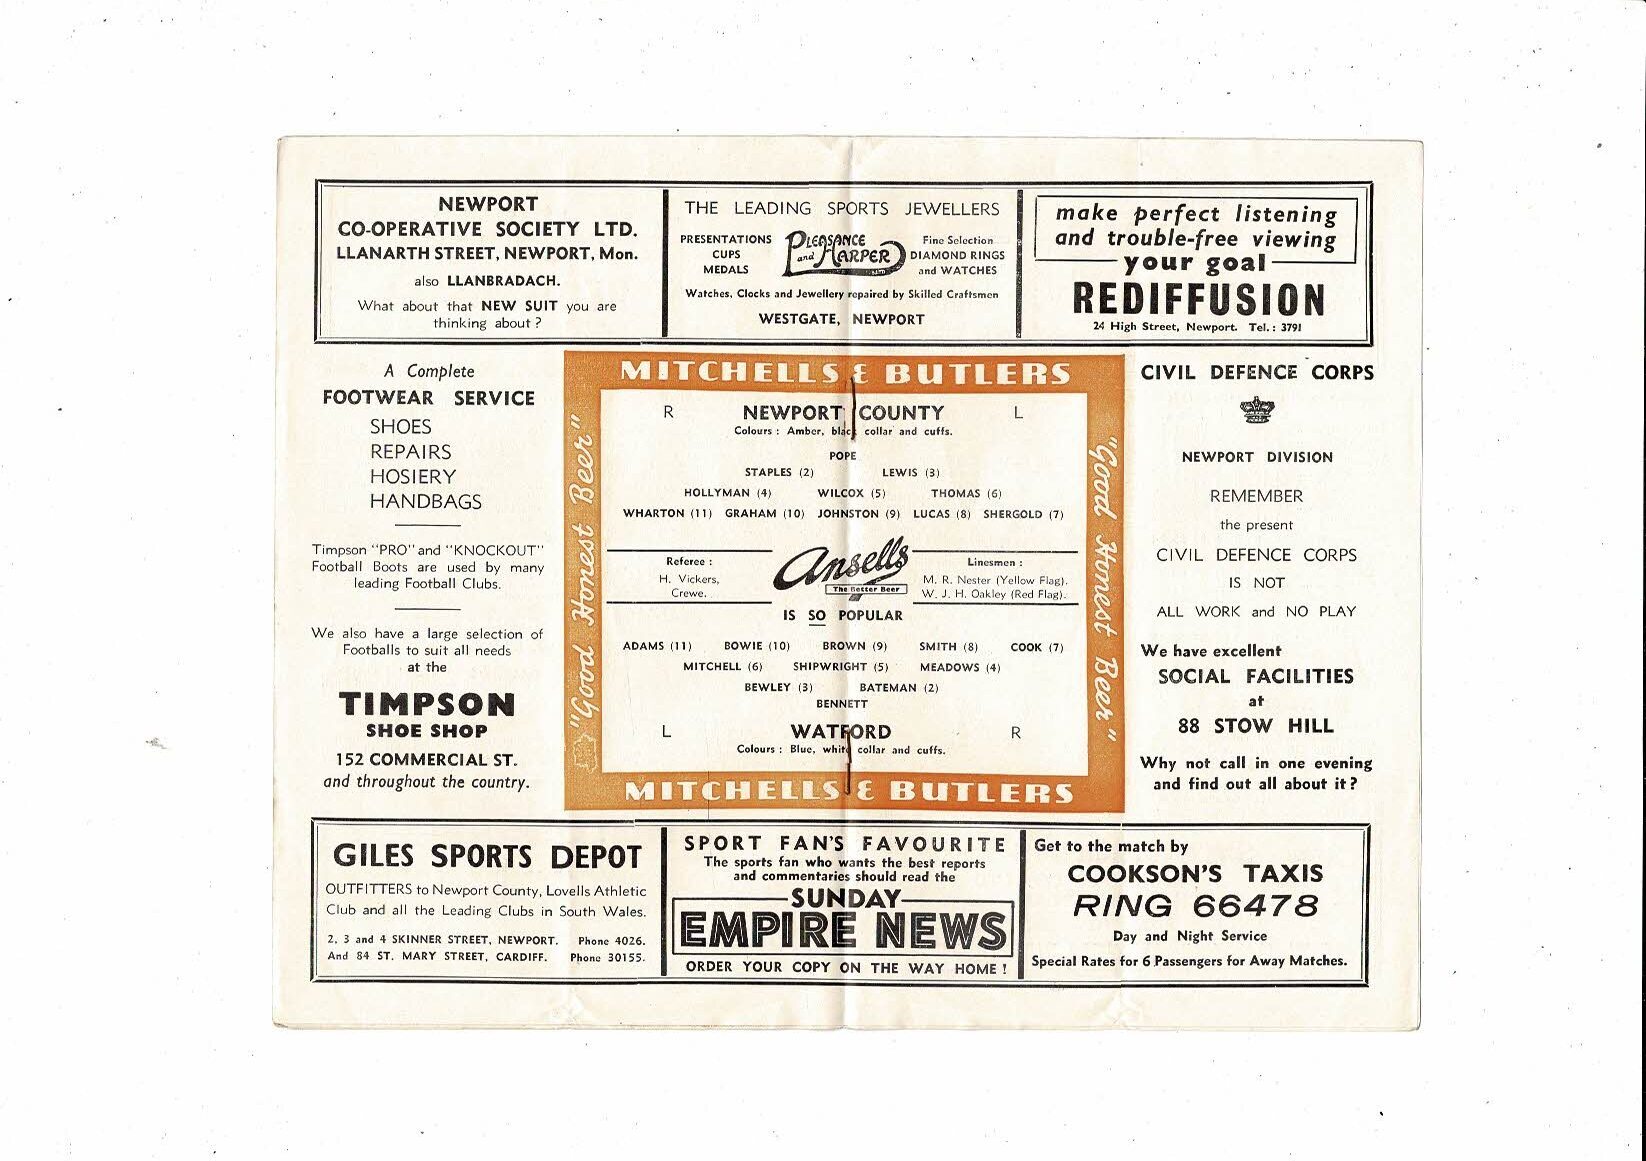 NEWPORT
CO-OPERATIVE SOCIETY LTD.
LLANARTH STREET, NEWPORT, Mon.
also LLANBRADACH.
What about that NEW SUIT you are
thinking about ?
THE LEADING SPORTS JEWELLERS
PRESENTATIONS
CUPS
MEDALS
PLEASANCE
and HARPER LTD
Fine Selection
DIAMOND RINGS
and WATCHES
Watches, Clocks and Jewellery repaired by Skilled Craftsmen
WESTGATE, NEWPORT
make perfect listening
and trouble-free viewing
your goal
REDIFFUSION
24 High Street, Newport. Tel. : 3791
A Complete
FOOTWEAR SERVICE
SHOES
REPAIRS
HOSIERY
HANDBAGS
Timpson "PRO" and "KNOCKOUT"
Football Boots are used by many
leading Football Clubs.
We also have a large selection of
Footballs to suit all needs
at the
TIMPSON
SHOE SHOP
152 COMMERCIAL ST.
and throughout the country.
MITCHELLS & BUTLERS
"Good Honest Beer"
R NEWPORT COUNTY L
Colours : Amber, black collar and cuffs.
POPE
STAPLES (2) LEWIS (3)
HOLLYMAN (4) WILCOX (5) THOMAS (6)
WHARTON (11) GRAHAM (10) JOHNSTON (9) LUCAS (8) SHERGOLD (7)
Referee :
H. Vickers,
Crewe.
Ansells
The Better Beer
IS SO POPULAR
Linesmen :
M. R. Nester (Yellow Flag).
W. J. H. Oakley (Red Flag).
ADAMS (11) BOWIE (10) BROWN (9) SMITH (8) COOK (7)
MITCHELL (6) SHIPWRIGHT (5) MEADOWS (4)
BEWLEY (3) BATEMAN (2)
BENNETT
L WATFORD R
Colours : Blue, white collar and cuffs.
"Good Honest Beer"
MITCHELLS & BUTLERS
CIVIL DEFENCE CORPS
NEWPORT DIVISION
REMEMBER
the present
CIVIL DEFENCE CORPS
IS NOT
ALL WORK and NO PLAY
We have excellent
SOCIAL FACILITIES
at
88 STOW HILL
Why not call in one evening
and find out all about it ?
GILES SPORTS DEPOT
OUTFITTERS to Newport County, Lovells Athletic
Club and all the Leading Clubs in South Wales.
2, 3 and 4 SKINNER STREET, NEWPORT. Phone 4026.
And 84 ST. MARY STREET, CARDIFF. Phone 30155.
SPORT FAN'S FAVOURITE
The sports fan who wants the best reports
and commentaries should read the
SUNDAY
EMPIRE NEWS
ORDER YOUR COPY ON THE WAY HOME !
Get to the match by
COOKSON'S TAXIS
RING 66478
Day and Night Service
Special Rates for 6 Passengers for Away Matches.